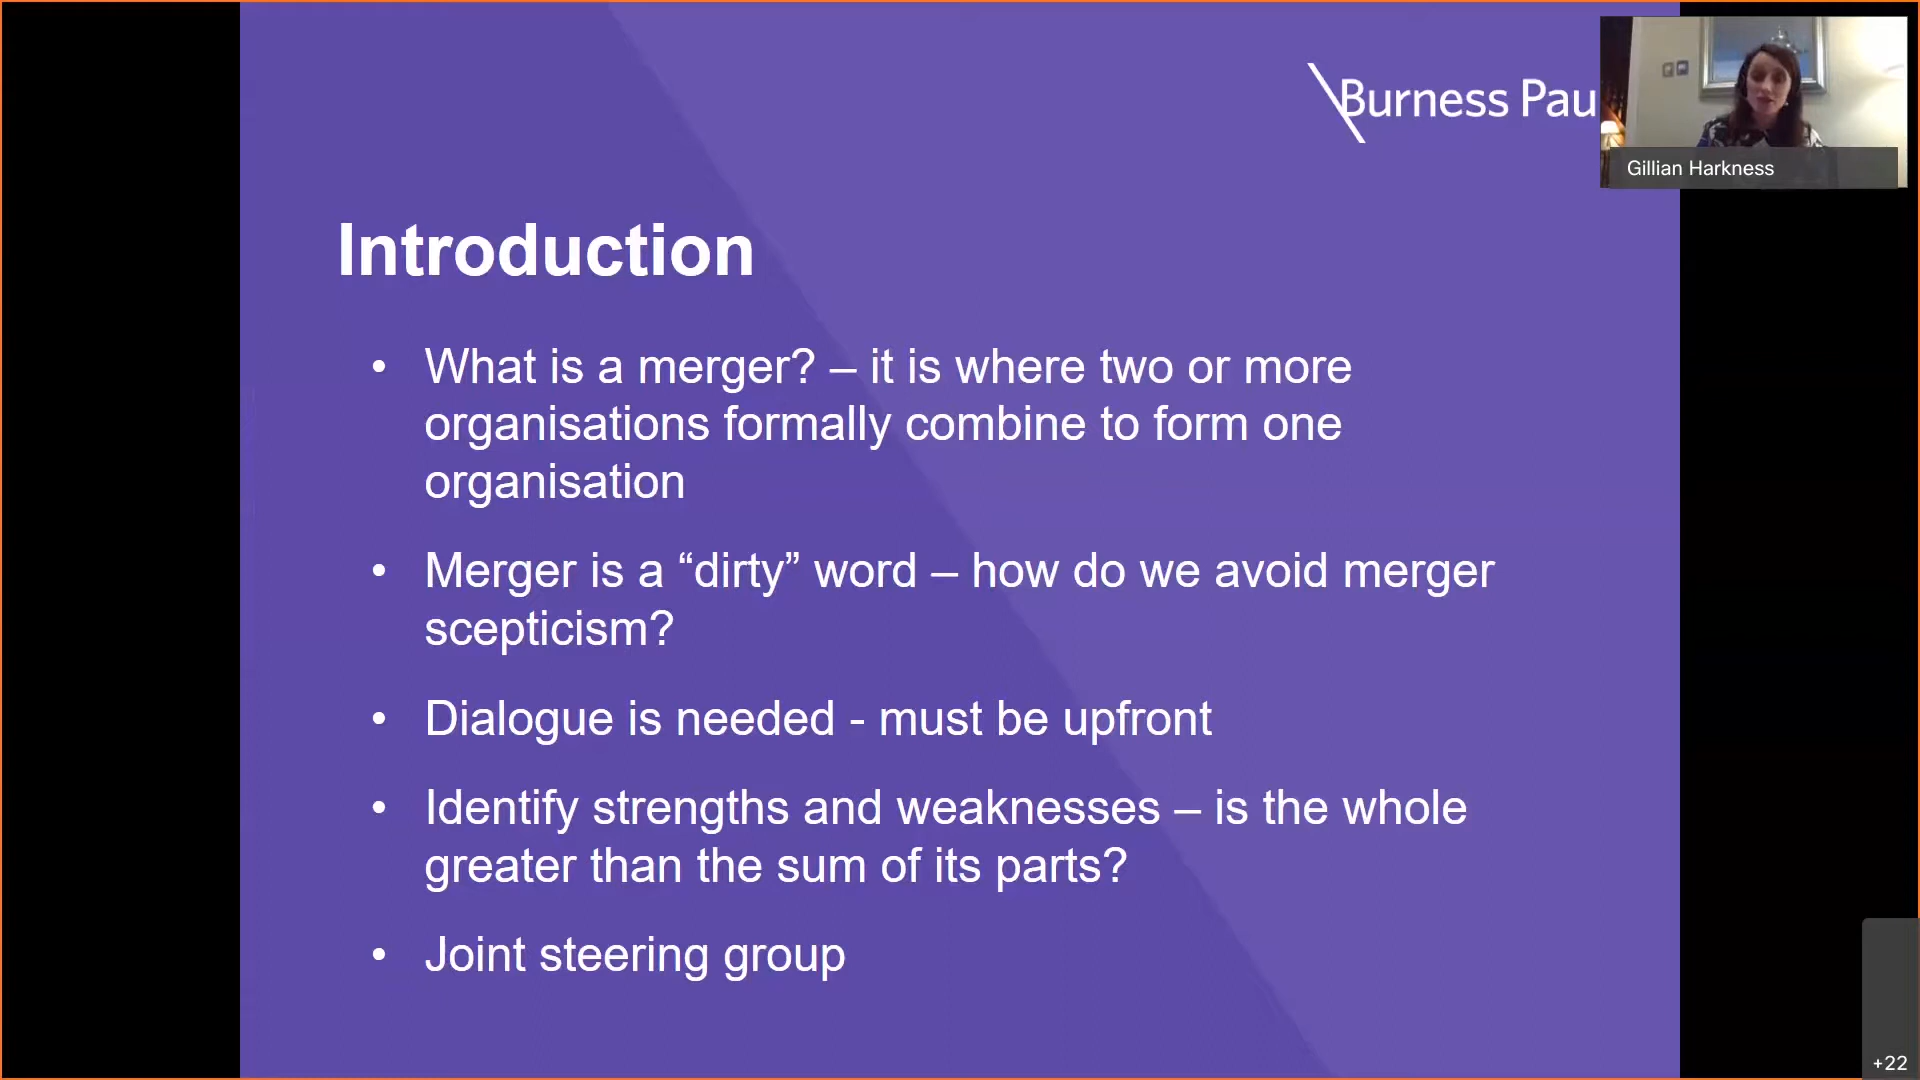 Burness Pau
Gillian Harkness
Introduction
• What is a merger? – it is where two or more
organisations formally combine to form one
organisation
• Merger is a “dirty” word – how do we avoid merger
scepticism?
• Dialogue is needed - must be upfront
• Identify strengths and weaknesses – is the whole
greater than the sum of its parts?
• Joint steering group
+22